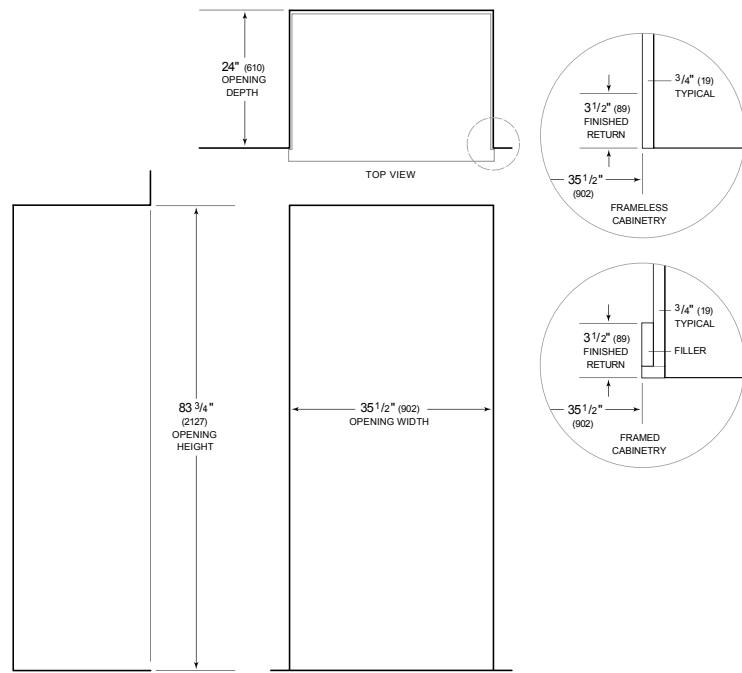 24" (610)
OPENING
DEPTH
TOP VIEW
3/4" (19)
TYPICAL
3 1/2" (89)
FINISHED
RETURN
35 1/2"
(902)
FRAMELESS
CABINETRY
3/4" (19)
TYPICAL
3 1/2" (89)
FINISHED
RETURN
FILLER
35 1/2"
(902)
FRAMED
CABINETRY
83 3/4"
(2127)
OPENING
HEIGHT
35 1/2" (902)
OPENING WIDTH